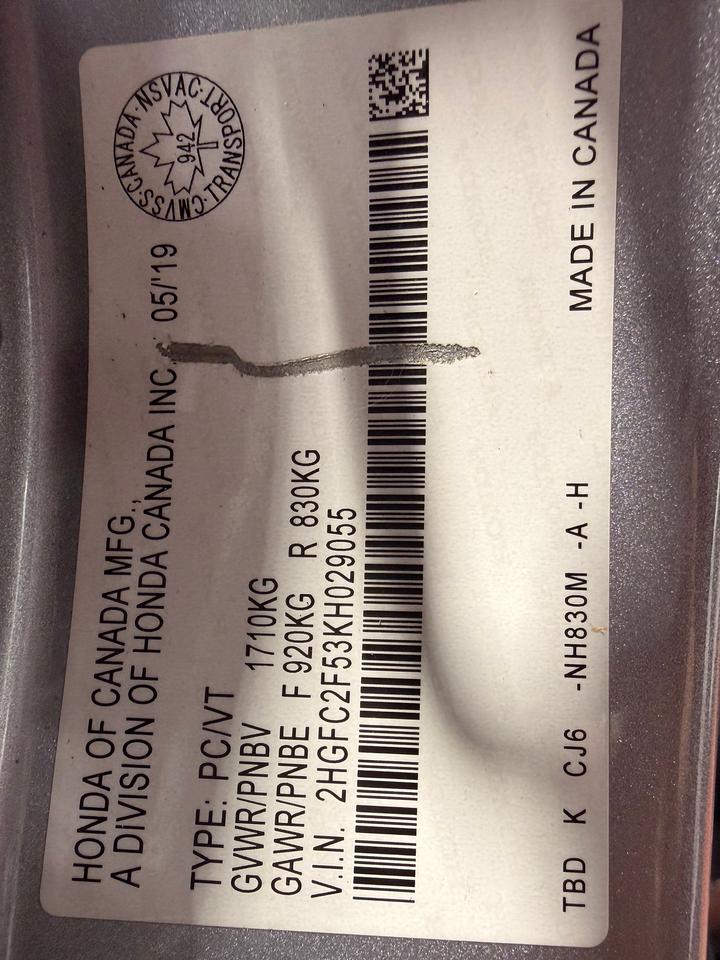 HONDA OF CANADA MFG.,
A DIVISION OF HONDA CANADA INC. 05/'19
CMVSS·CANADA·NSVAC·TRANSPORT·
942
TYPE: PC/VT
GVWR/PNBV 1710KG
GAWR/PNBE F 920KG R 830KG
V.I.N. 2HGFC2F53KH029055
TBD K CJ6 -NH830M -A -H MADE IN CANADA